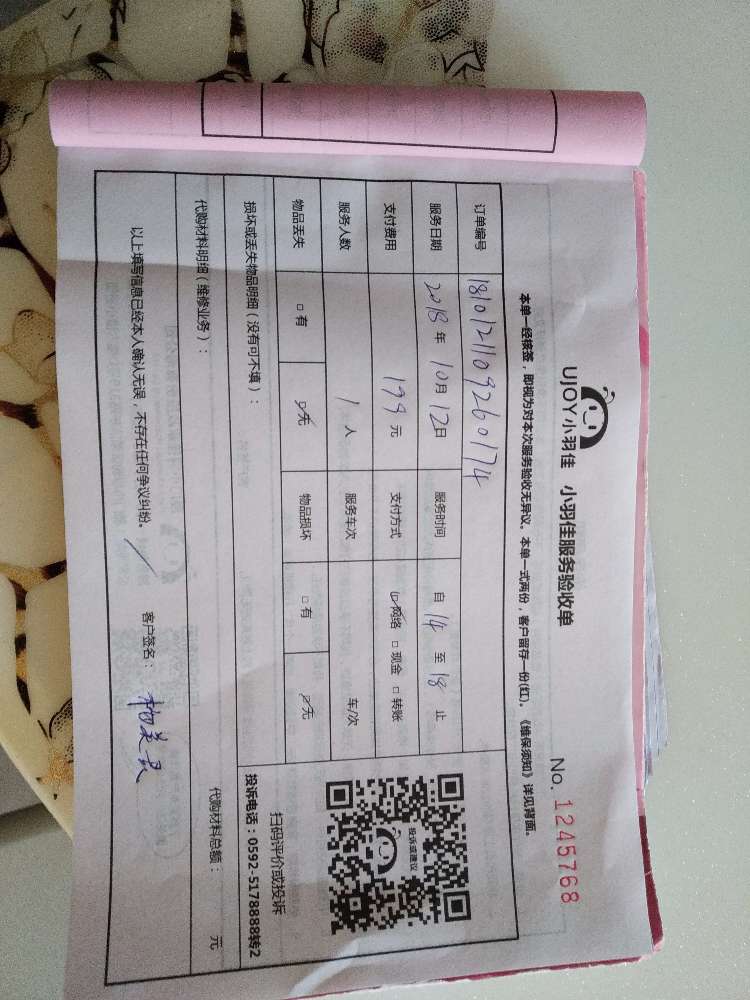 UJOY小羽佳 小羽佳服务验收单
No. 1245768
本单一经核签，即视为对本次服务验收无异议。本单一式两份，客户留存一份(红)。《维保须知》详见背面。
订单编号 1810121109260174
服务日期 2018年10月12日 服务时间 自 14 至 18 止
支付费用 199元 支付方式 ☑网络 □现金 □转账
服务人数 1人 服务车次 车/次
物品丢失 □有 ☑无 物品损坏 □有 ☑无
投诉或建议
扫码评价或投诉
投诉电话：0592-5178888转2
损坏或丢失物品明细（没有可不填）：
代购材料明细（维修业务）：
代购材料总额： 元
以上填写信息已经本人确认无误，不存在任何争议纠纷。
客户签名：